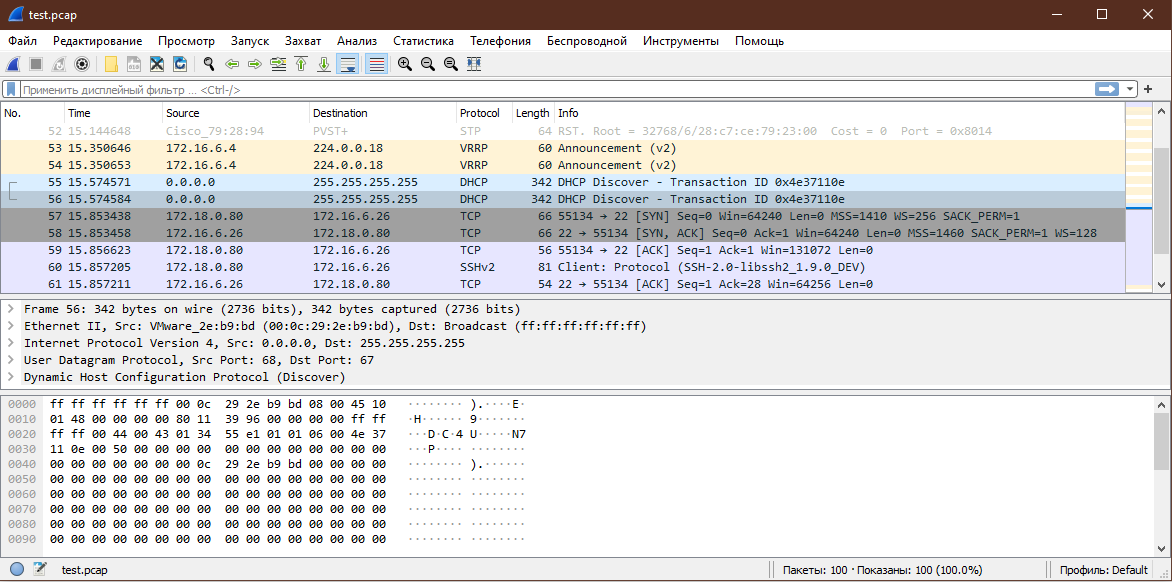 test.pcap
Файл Редактирование Просмотр Запуск Захват Анализ Статистика Телефония Беспроводной Инструменты Помощь
Применить дисплейный фильтр ... <Ctrl-/>
No. Time Source Destination Protocol Length Info
52 15.144648 Cisco_79:28:94 PVST+ STP 64 RST. Root = 32768/6/28:c7:ce:79:23:00 Cost = 0 Port = 0x8014
53 15.350646 172.16.6.4 224.0.0.18 VRRP 60 Announcement (v2)
54 15.350653 172.16.6.4 224.0.0.18 VRRP 60 Announcement (v2)
55 15.574571 0.0.0.0 255.255.255.255 DHCP 342 DHCP Discover - Transaction ID 0x4e37110e
56 15.574584 0.0.0.0 255.255.255.255 DHCP 342 DHCP Discover - Transaction ID 0x4e37110e
57 15.853438 172.18.0.80 172.16.6.26 TCP 66 55134 → 22 [SYN] Seq=0 Win=64240 Len=0 MSS=1410 WS=256 SACK_PERM=1
58 15.853458 172.16.6.26 172.18.0.80 TCP 66 22 → 55134 [SYN, ACK] Seq=0 Ack=1 Win=64240 Len=0 MSS=1460 SACK_PERM=1 WS=128
59 15.856623 172.18.0.80 172.16.6.26 TCP 56 55134 → 22 [ACK] Seq=1 Ack=1 Win=131072 Len=0
60 15.857205 172.18.0.80 172.16.6.26 SSHv2 81 Client: Protocol (SSH-2.0-libssh2_1.9.0_DEV)
61 15.857211 172.16.6.26 172.18.0.80 TCP 54 22 → 55134 [ACK] Seq=1 Ack=28 Win=64256 Len=0
Frame 56: 342 bytes on wire (2736 bits), 342 bytes captured (2736 bits)
Ethernet II, Src: VMware_2e:b9:bd (00:0c:29:2e:b9:bd), Dst: Broadcast (ff:ff:ff:ff:ff:ff)
Internet Protocol Version 4, Src: 0.0.0.0, Dst: 255.255.255.255
User Datagram Protocol, Src Port: 68, Dst Port: 67
Dynamic Host Configuration Protocol (Discover)
0000 ff ff ff ff ff ff 00 0c 29 2e b9 bd 08 00 45 10 ········ ).····E·
0010 01 48 00 00 00 00 80 11 39 96 00 00 00 00 ff ff ·H······ 9·······
0020 ff ff 00 44 00 43 01 34 55 e1 01 01 06 00 4e 37 ···D·C·4 U·····N7
0030 11 0e 00 50 00 00 00 00 00 00 00 00 00 00 00 00 ···P···· ········
0040 00 00 00 00 00 00 00 0c 29 2e b9 bd 00 00 00 00 ········ ).······
0050 00 00 00 00 00 00 00 00 00 00 00 00 00 00 00 00 ········ ········
0060 00 00 00 00 00 00 00 00 00 00 00 00 00 00 00 00 ········ ········
0070 00 00 00 00 00 00 00 00 00 00 00 00 00 00 00 00 ········ ········
0080 00 00 00 00 00 00 00 00 00 00 00 00 00 00 00 00 ········ ········
0090 00 00 00 00 00 00 00 00 00 00 00 00 00 00 00 00 ········ ········
test.pcap Пакеты: 100 · Показаны: 100 (100.0%) Профиль: Default